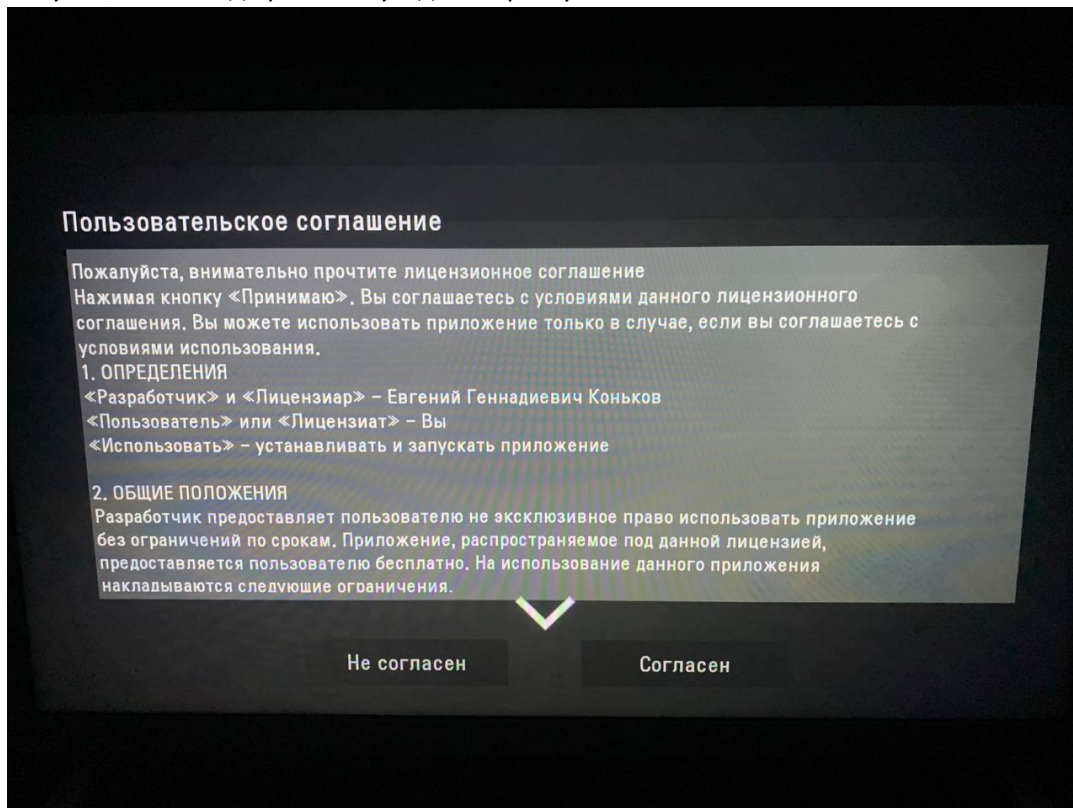 Пользовательское соглашение
Пожалуйста, внимательно прочтите лицензионное соглашение
Нажимая кнопку «Принимаю». Вы соглашаетесь с условиями данного лицензионного
соглашения. Вы можете использовать приложение только в случае, если вы соглашаетесь с
условиями использования.
1. ОПРЕДЕЛЕНИЯ
«Разработчик» и «Лицензиар» – Евгений Геннадиевич Коньков
«Пользователь» или «Лицензиат» – Вы
«Использовать» – устанавливать и запускать приложение
2. ОБЩИЕ ПОЛОЖЕНИЯ
Разработчик предоставляет пользователю не эксклюзивное право использовать приложение
без ограничений по срокам. Приложение, распространяемое под данной лицензией,
предоставляется пользователю бесплатно. На использование данного приложения
накладываются следующие ограничения.
Не согласен
Согласен